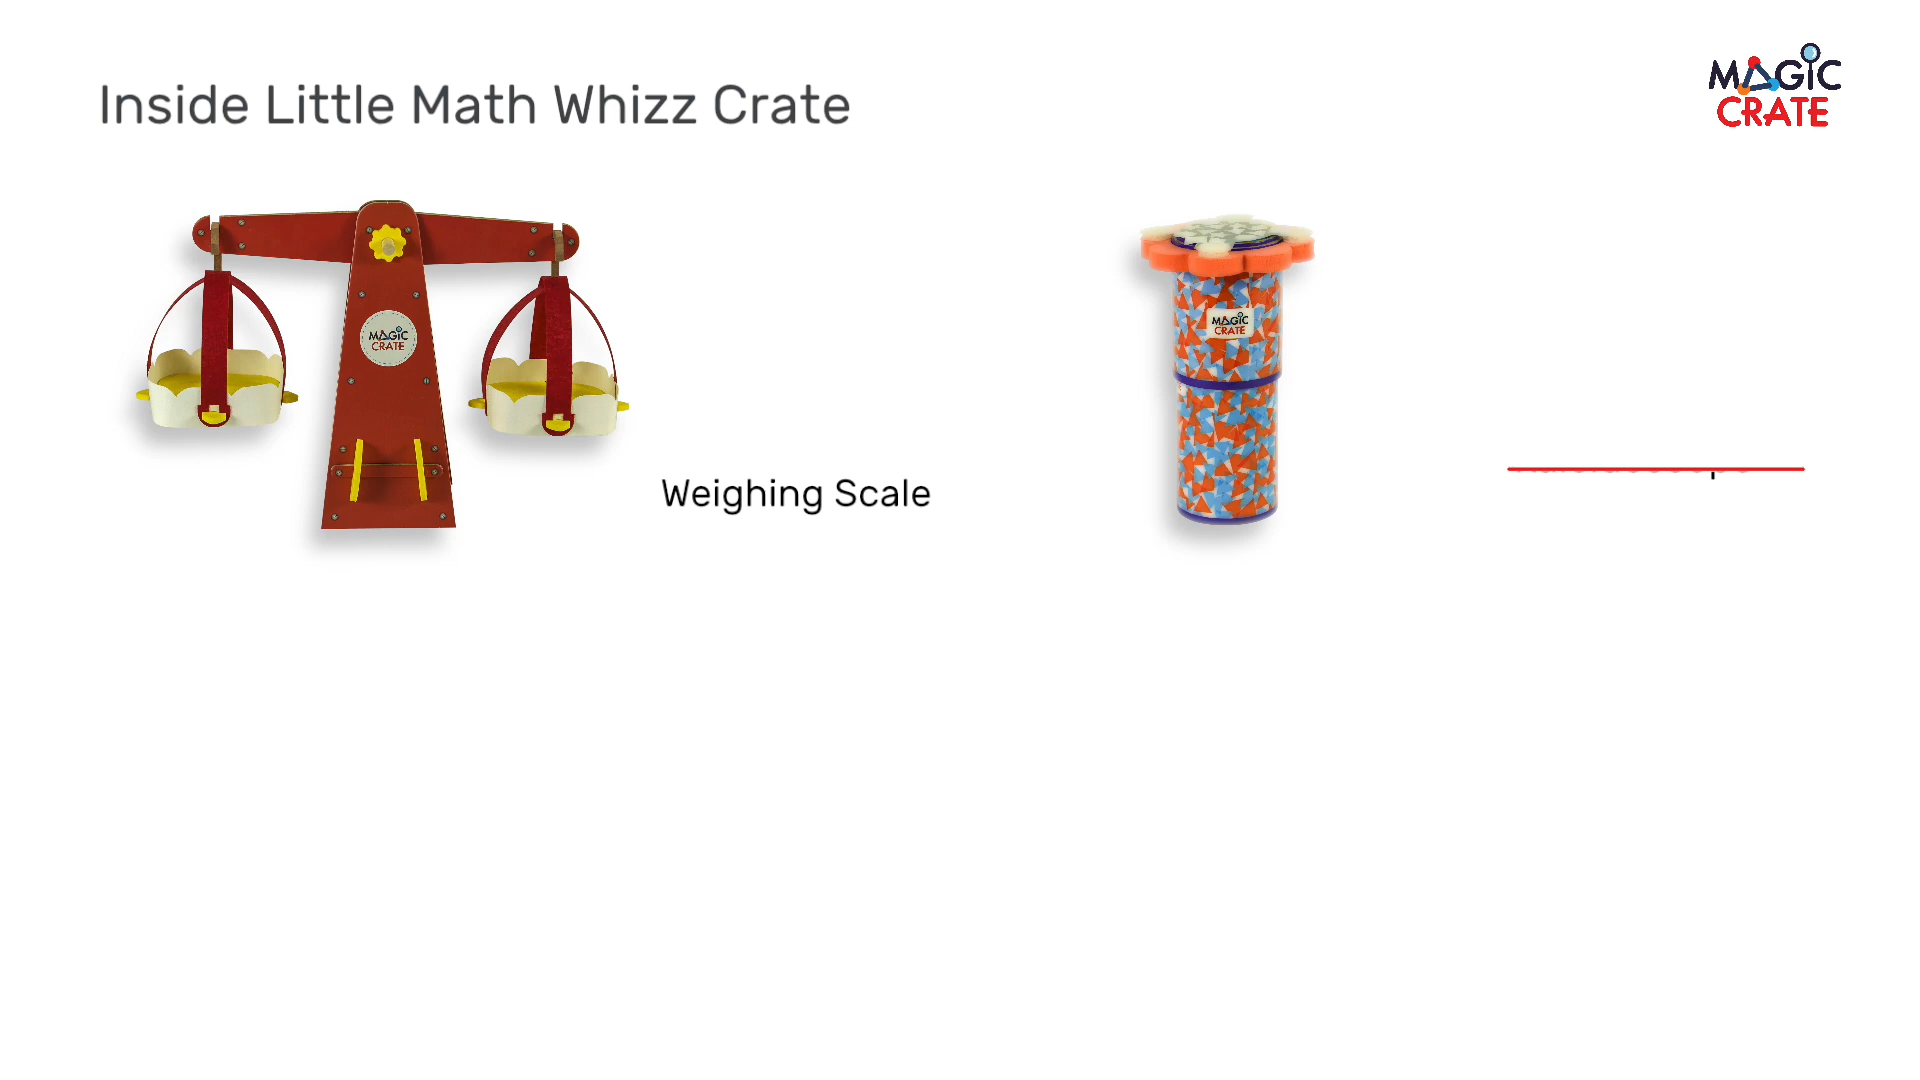 Inside Little Math Whizz Crate
MAGIC
CRATE
MAGIC
CRATE
MAGIC
CRATE
Weighing Scale